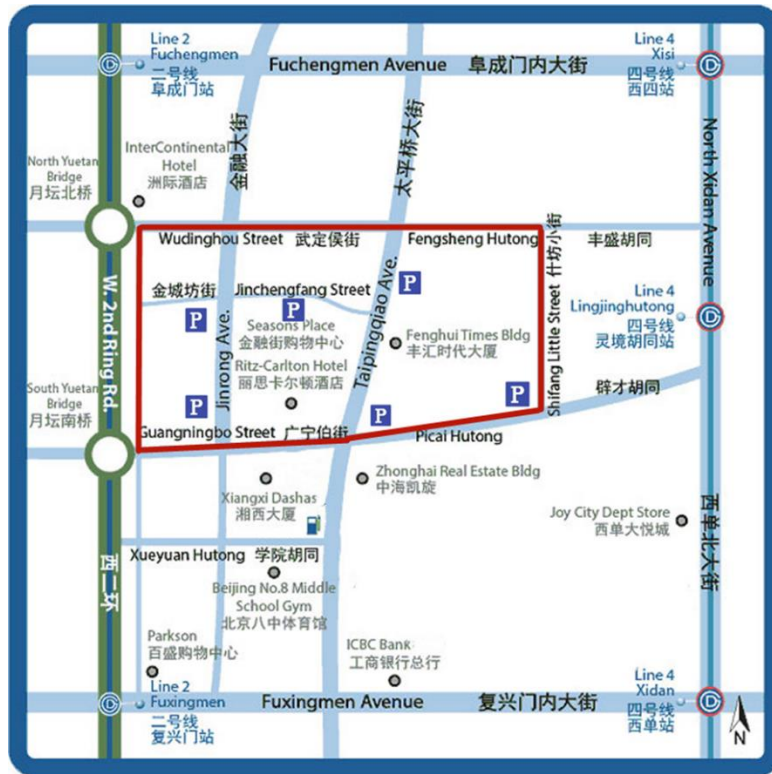 Line 2
Fuchengmen
二号线
阜成门站
Fuchengmen Avenue 阜成门内大街
Line 4
Xisi
四号线
西四站
InterContinental
Hotel
洲际酒店
North Yuetan
Bridge
月坛北桥
金融大街
太平桥大街
North Xidan Avenue
Wudinghou Street 武定侯街
Fengsheng Hutong
丰盛胡同
什坊小街
Shifang Little Street
金城坊街 Jinchengfang Street
P
P
P
Seasons Place
金融街购物中心
Jinrong Ave.
Taipingqiao Ave.
Fenghui Times Bldg
丰汇时代大厦
Line 4
Lingjinghutong
四号线
灵境胡同站
W. 2nd Ring Rd.
Ritz-Carlton Hotel
丽思卡尔顿酒店
South Yuetan
Bridge
月坛南桥
P
P
P
辟才胡同
Guangningbo Street 广宁伯街
Picai Hutong
Xiangxi Dashas
湘西大厦
Zhonghai Real Estate Bldg
中海凯旋
Joy City Dept Store
西单大悦城
西单北大街
西二环
Xueyuan Hutong 学院胡同
Beijing No.8 Middle
School Gym
北京八中体育馆
Parkson
百盛购物中心
ICBC Bank
工商银行总行
Line 2
Fuxingmen
二号线
复兴门站
Fuxingmen Avenue 复兴门内大街
Line 4
Xidan
四号线
西单站
N